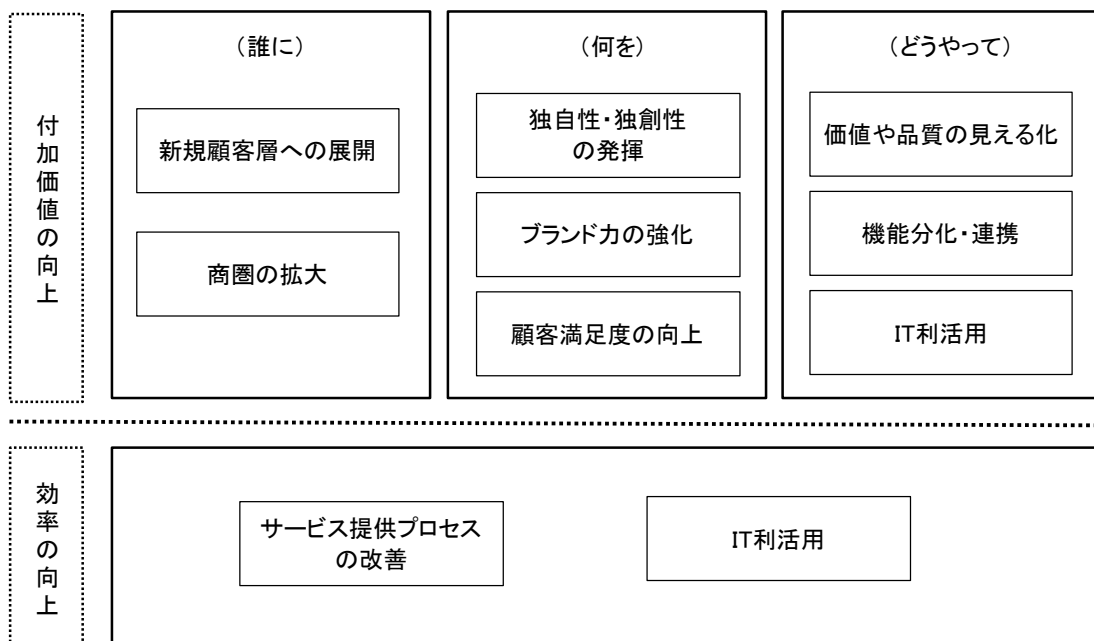 付加価値の向上
（誰に）
新規顧客層への展開
商圏の拡大
（何を）
独自性・独創性
の発揮
ブランド力の強化
顧客満足度の向上
（どうやって）
価値や品質の見える化
機能分化・連携
IT利活用
効率の向上
サービス提供プロセス
の改善
IT利活用